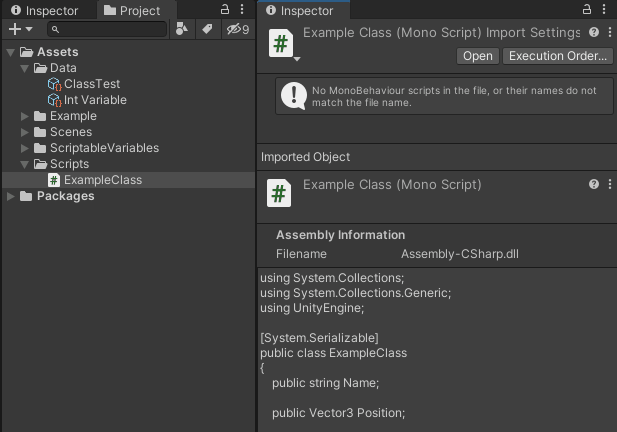 Inspector
Project
9
Assets
Data
ClassTest
Int Variable
Example
Scenes
ScriptableVariables
Scripts
ExampleClass
Packages
Inspector
Example Class (Mono Script) Import Settings
Open
Execution Order...
No MonoBehaviour scripts in the file, or their names do not
match the file name.
Imported Object
Example Class (Mono Script)
Assembly Information
Filename Assembly-CSharp.dll
using System.Collections;
using System.Collections.Generic;
using UnityEngine;
[System.Serializable]
public class ExampleClass
{
public string Name;
public Vector3 Position;